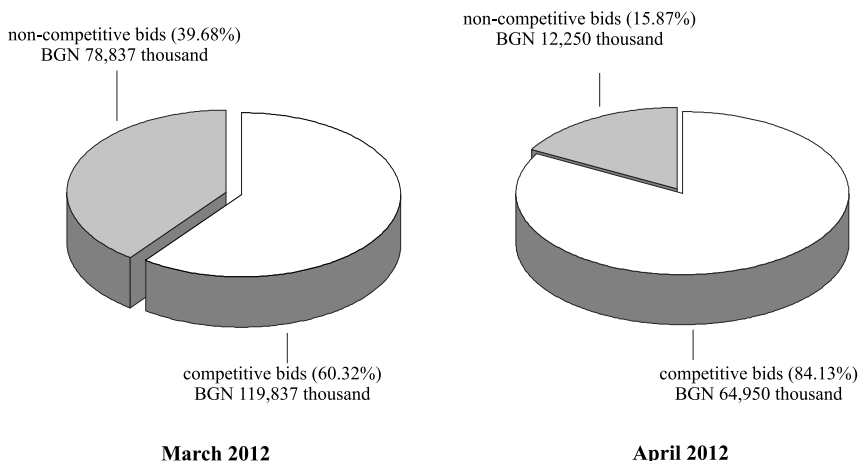 non-competitive bids (39.68%)
BGN 78,837 thousand
competitive bids (60.32%)
BGN 119,837 thousand
March 2012
non-competitive bids (15.87%)
BGN 12,250 thousand
competitive bids (84.13%)
BGN 64,950 thousand
April 2012